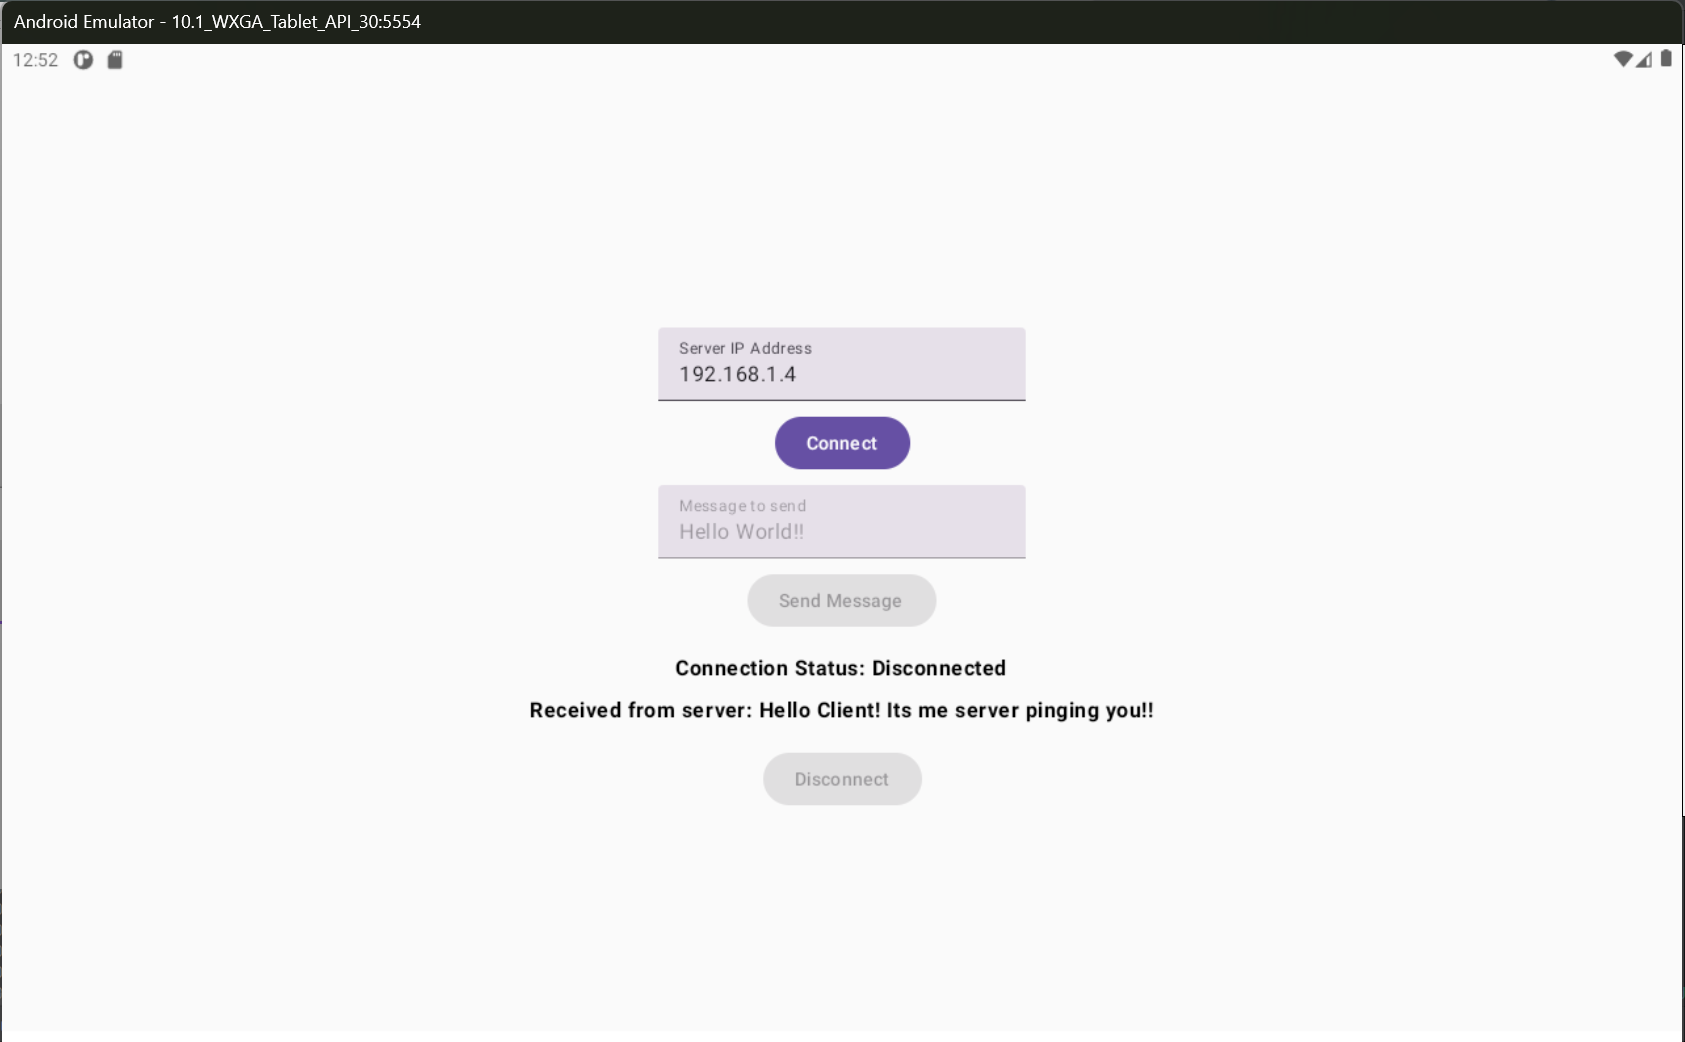 Android Emulator - 10.1_WXGA_Tablet_API_30:5554
12:52
Server IP Address
192.168.1.4
Connect
Message to send
Hello World!!
Send Message
Connection Status: Disconnected
Received from server: Hello Client! Its me server pinging you!!
Disconnect